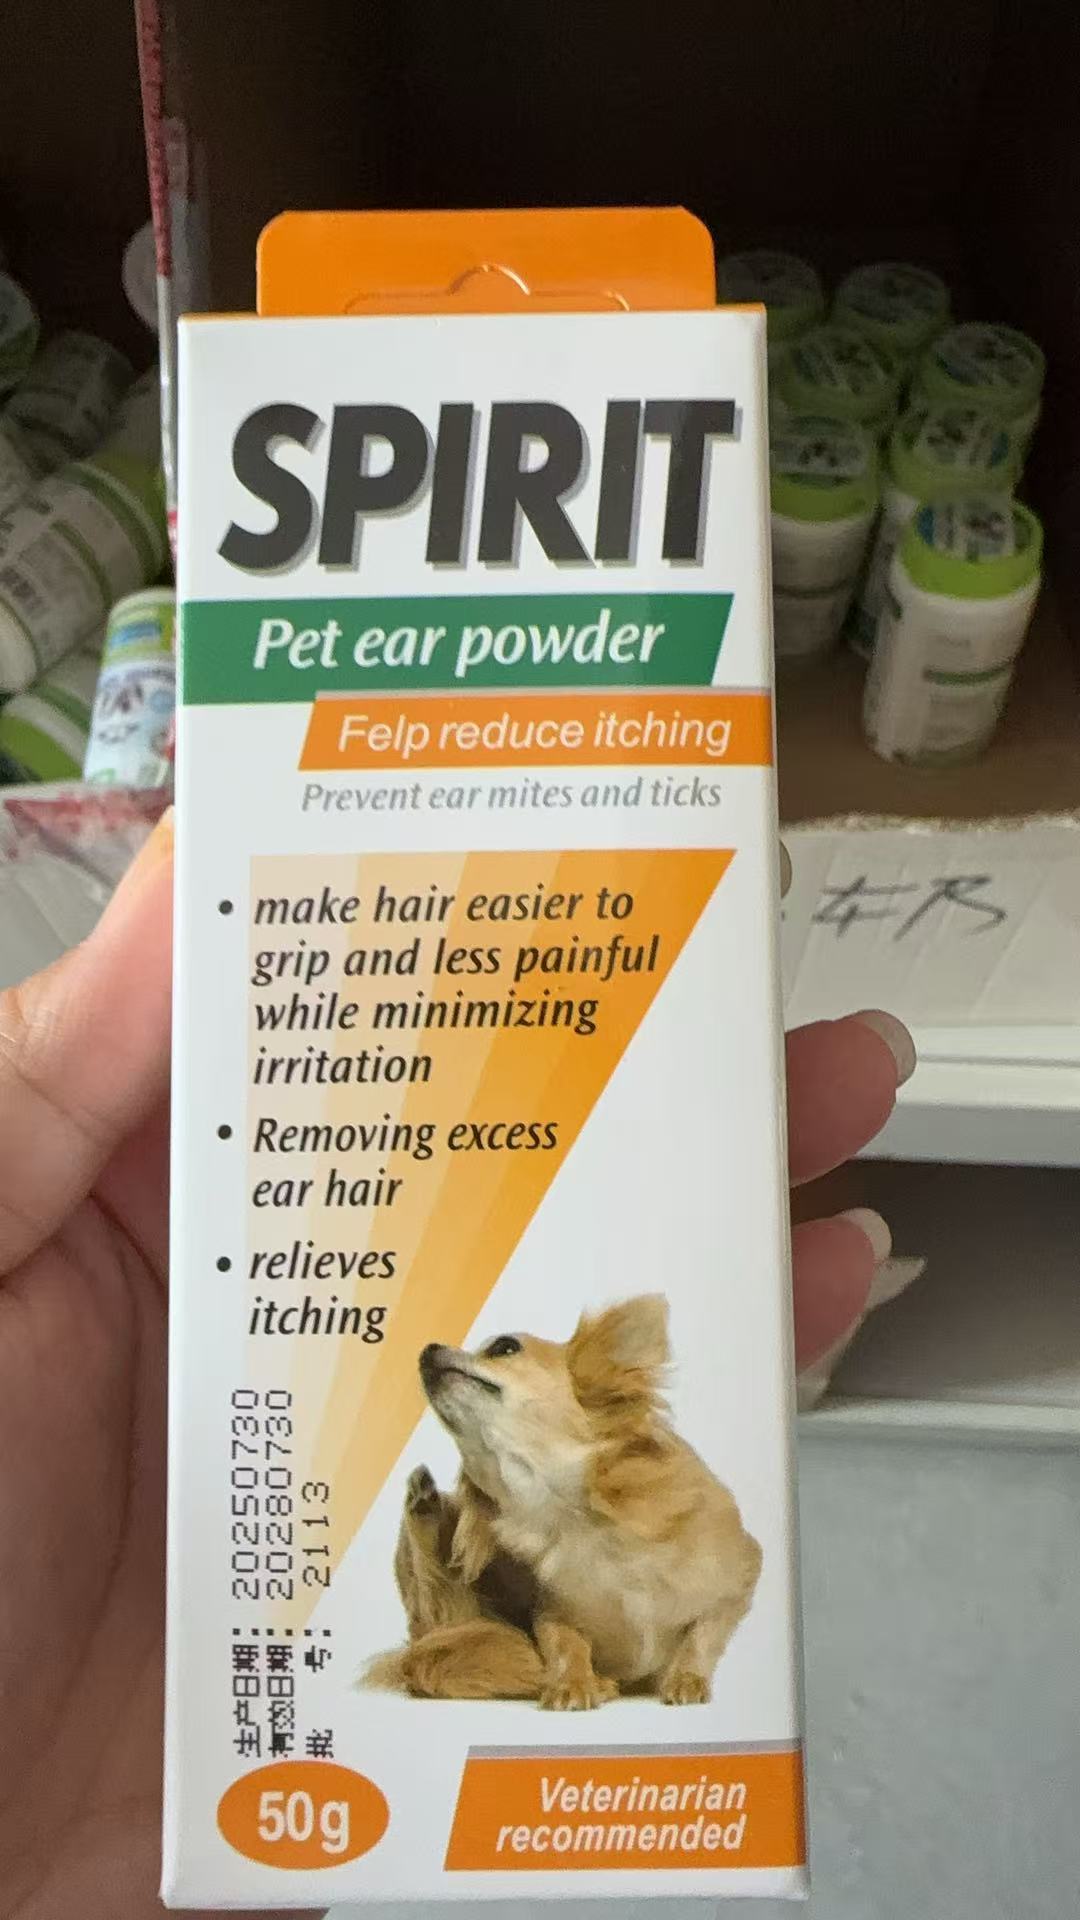 SPIRIT
Pet ear powder
Felp reduce itching
Prevent ear mites and ticks
• make hair easier to
grip and less painful
while minimizing
irritation
• Removing excess
ear hair
• relieves
itching
生产日期: 20250730
有效日期: 20280730
批 号: 2113
50g
Veterinarian
recommended